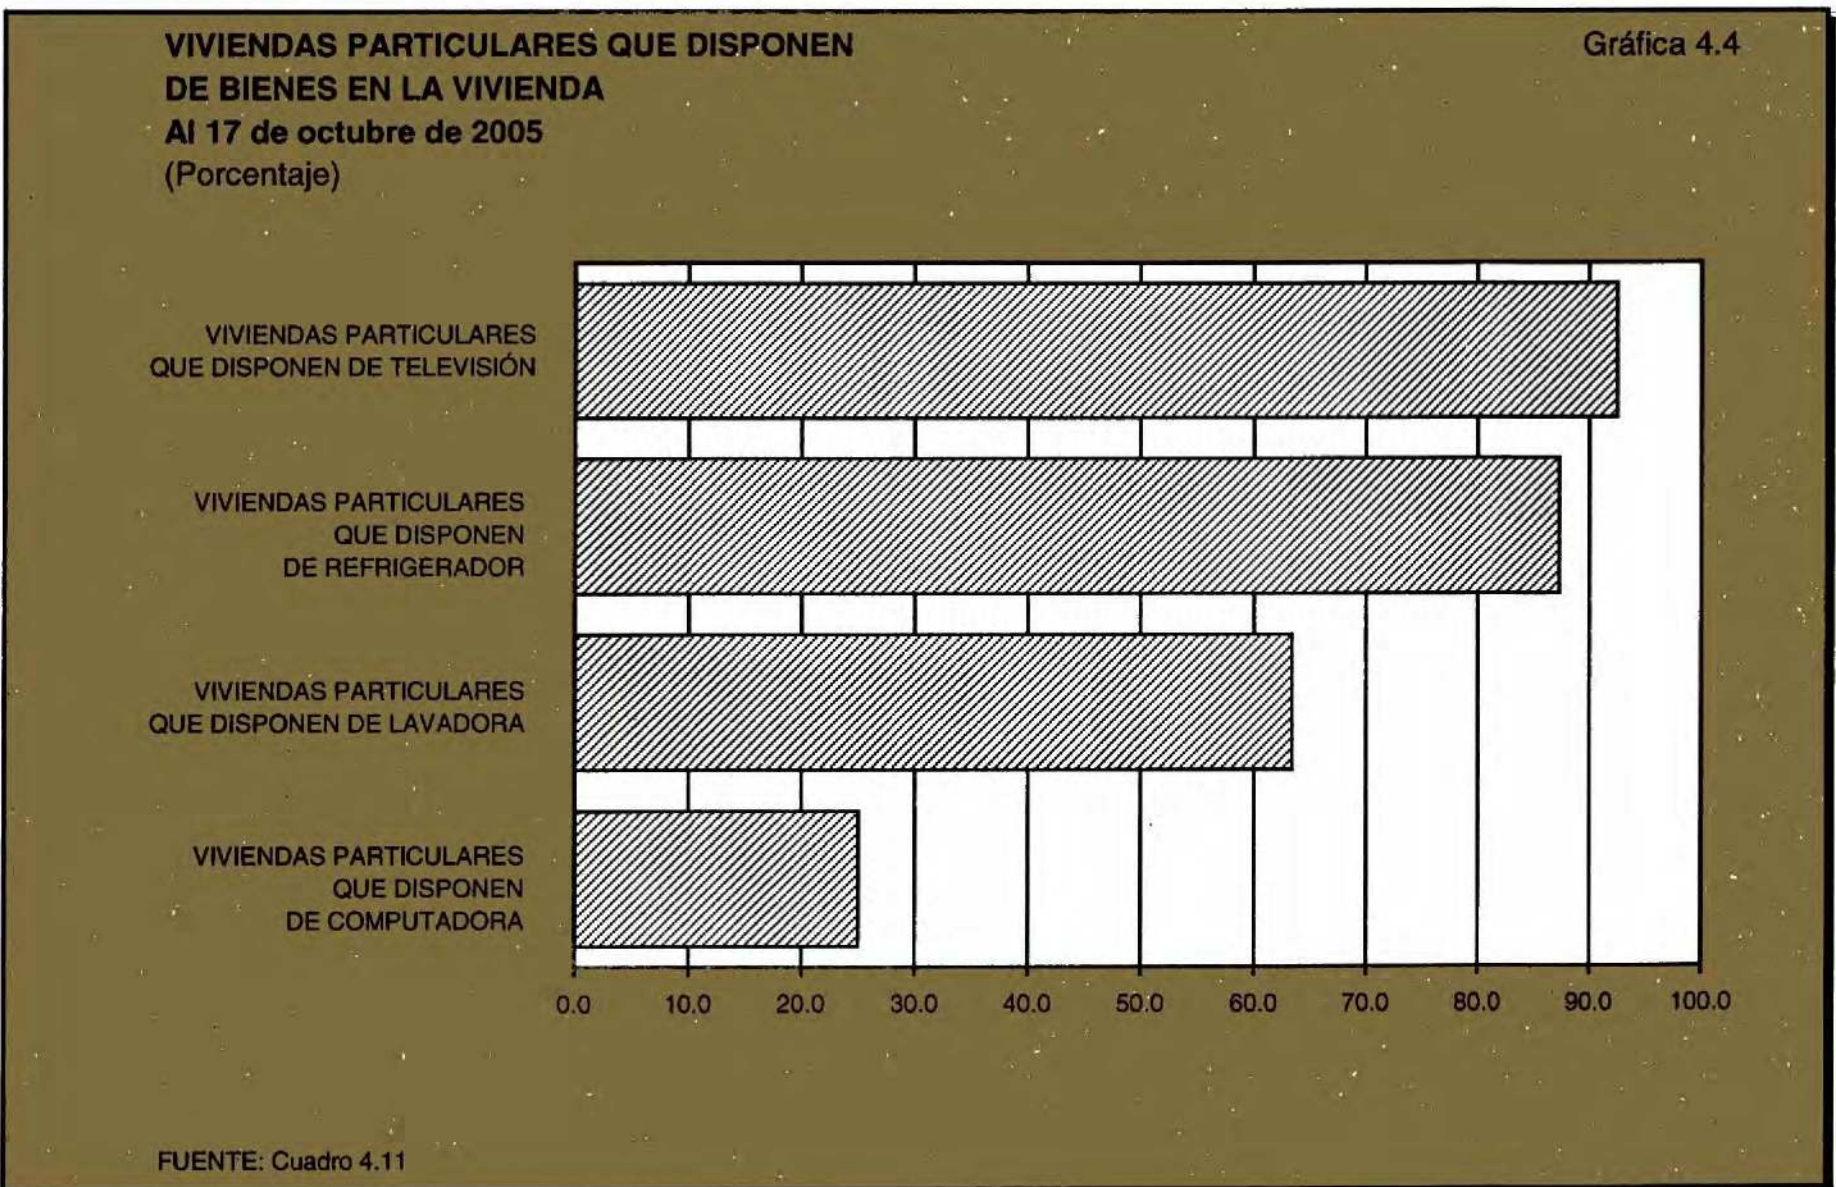 VIVIENDAS PARTICULARES QUE DISPONEN
DE BIENES EN LA VIVIENDA
Al 17 de octubre de 2005
(Porcentaje)
Gráfica 4.4
VIVIENDAS PARTICULARES
QUE DISPONEN DE TELEVISIÓN
VIVIENDAS PARTICULARES
QUE DISPONEN
DE REFRIGERADOR
VIVIENDAS PARTICULARES
QUE DISPONEN DE LAVADORA
VIVIENDAS PARTICULARES
QUE DISPONEN
DE COMPUTADORA
0.0 10.0 20.0 30.0 40.0 50.0 60.0 70.0 80.0 90.0 100.0
FUENTE: Cuadro 4.11